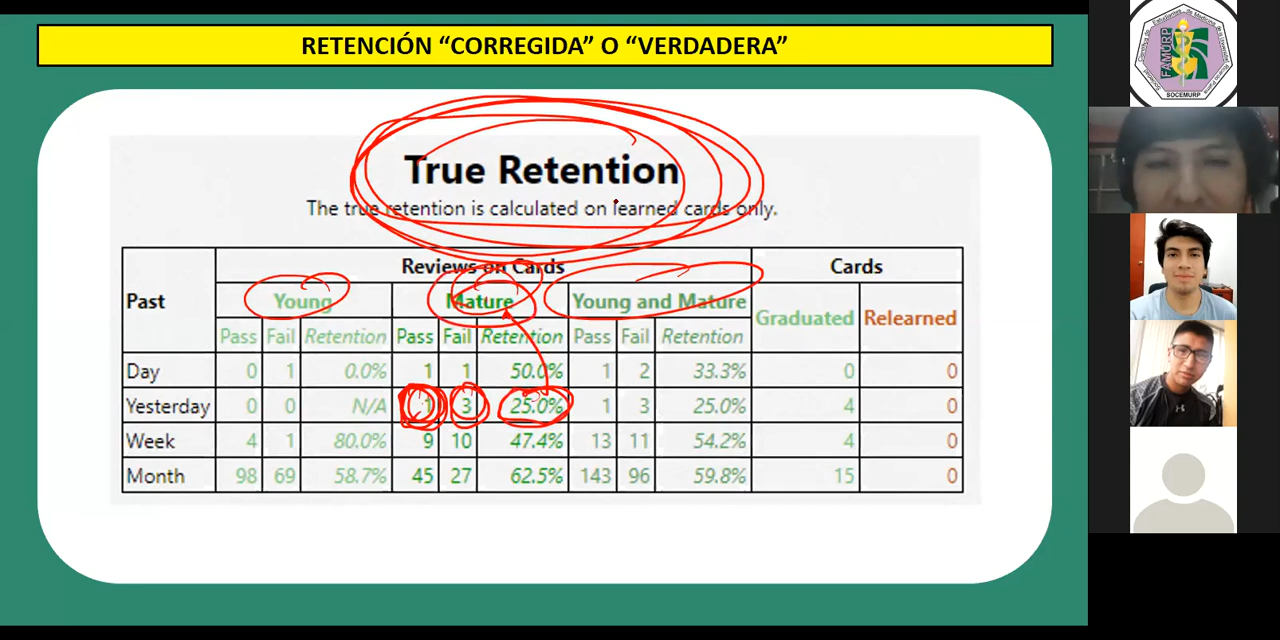 RETENCIÓN “CORREGIDA” O “VERDADERA”
True Retention
The true retention is calculated on learned cards only.
Reviews on Cards Cards
Past Young Mature Young and Mature Graduated Relearned
Pass Fail Retention Pass Fail Retention Pass Fail Retention
Day 0 1 0.0% 1 1 50.0% 1 2 33.3% 0 0
Yesterday 0 0 N/A 1 3 25.0% 1 3 25.0% 4 0
Week 4 1 80.0% 9 10 47.4% 13 11 54.2% 4 0
Month 98 69 58.7% 45 27 62.5% 143 96 59.8% 15 0
FAMURP
SOCEMURP